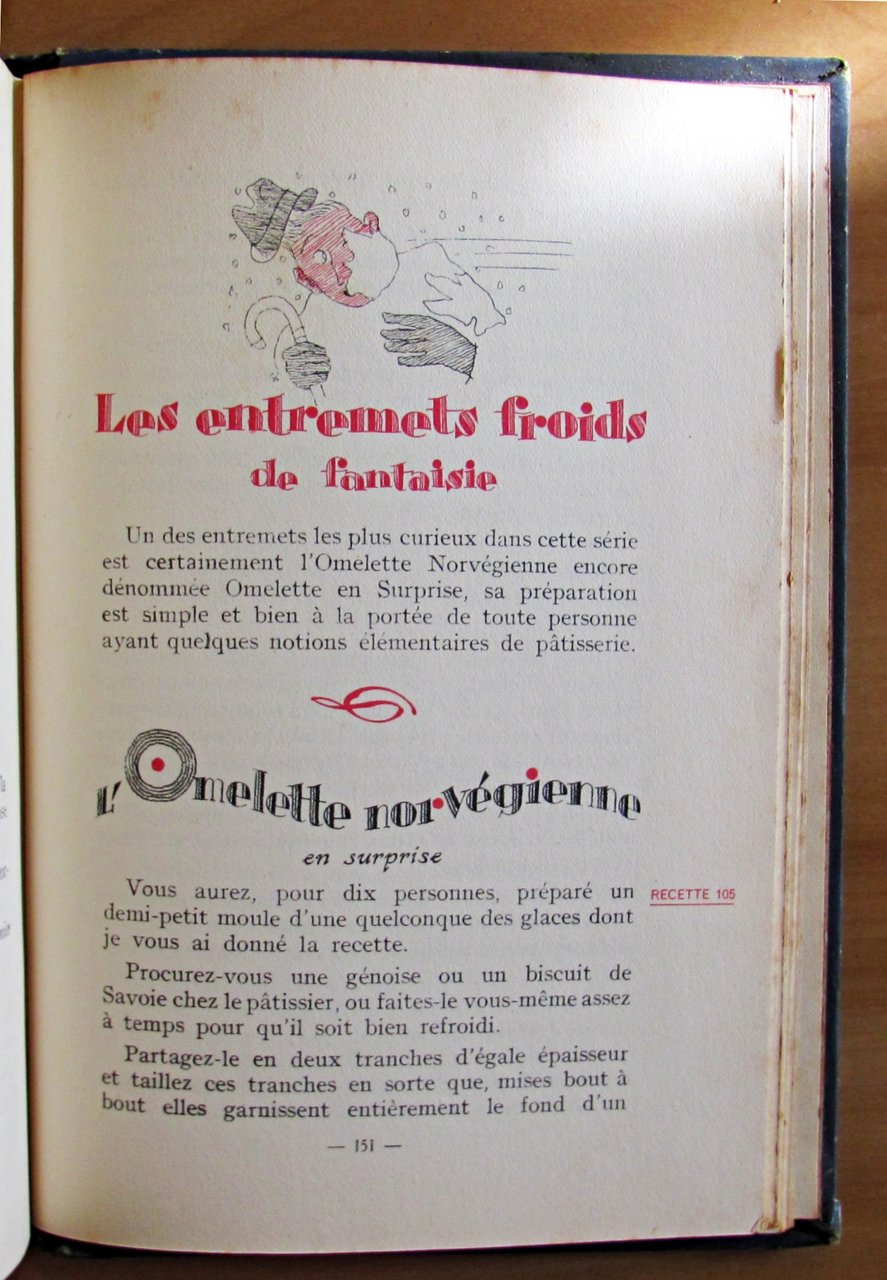 Les entremets froids
de fantaisie
Un des entremets les plus curieux dans cette série
est certainement l'Omelette Norvégienne encore
dénommée Omelette en Surprise, sa préparation
est simple et bien à la portée de toute personne
ayant quelques notions élémentaires de pâtisserie.
L'Omelette norvégienne
en surprise
Vous aurez, pour dix personnes, préparé un
RECETTE 105
demi-petit moule d'une quelconque des glaces dont
je vous ai donné la recette.
Procurez-vous une génoise ou un biscuit de
Savoie chez le pâtissier, ou faites-le vous-même assez
à temps pour qu'il soit bien refroidi.
Partagez-le en deux tranches d'égale épaisseur
et taillez ces tranches en sorte que, mises bout à
bout elles garnissent entièrement le fond d'un
— 151 —